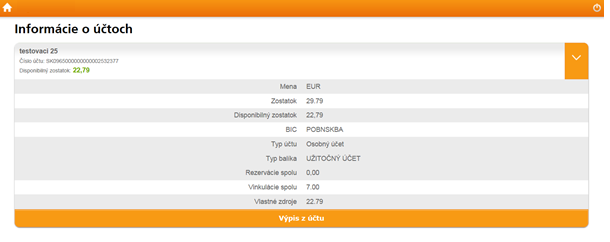 Informácie o účtoch
testovaci 25
Číslo účtu: SK0965000000000002532377
Disponibilný zostatok: 22,79
Mena EUR
Zostatok 29.79
Disponibilný zostatok 22,79
BIC POBNSKBA
Typ účtu Osobný účet
Typ balíka UŽITOČNÝ ÚČET
Rezervácie spolu 0,00
Vinkulácie spolu 7.00
Vlastné zdroje 22.79
Výpis z účtu